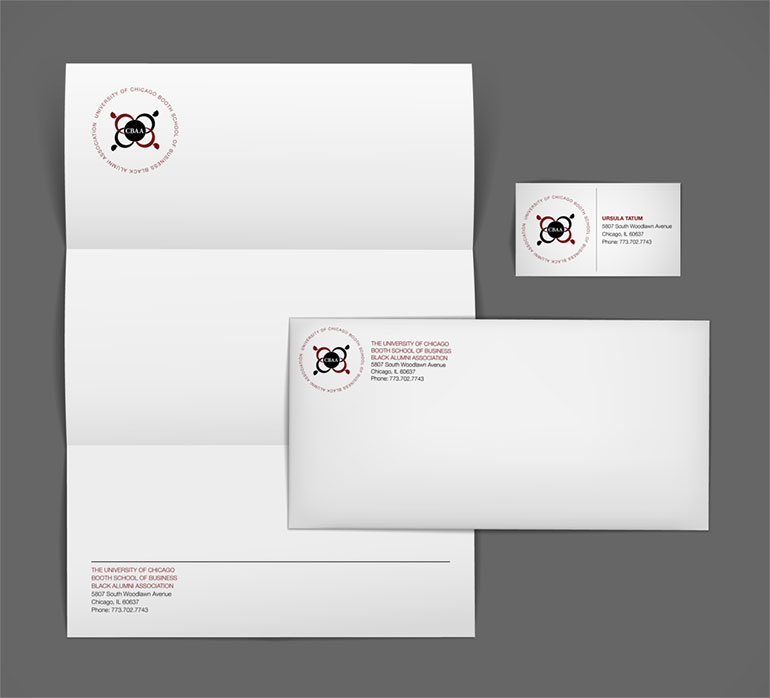 UNIVERSITY OF CHICAGO BOOTH SCHOOL OF BUSINESS BLACK ALUMNI ASSOCIATION
CBAA
UNIVERSITY OF CHICAGO BOOTH SCHOOL OF BUSINESS BLACK ALUMNI ASSOCIATION
CBAA
URSULA TATUM
5807 South Woodlawn Avenue
Chicago, IL 60637
Phone: 773.702.7743
UNIVERSITY OF CHICAGO BOOTH SCHOOL OF BUSINESS BLACK ALUMNI ASSOCIATION
CBAA
THE UNIVERSITY OF CHICAGO
BOOTH SCHOOL OF BUSINESS
BLACK ALUMNI ASSOCIATION
5807 South Woodlawn Avenue
Chicago, IL 60637
Phone: 773.702.7743
THE UNIVERSITY OF CHICAGO
BOOTH SCHOOL OF BUSINESS
BLACK ALUMNI ASSOCIATION
5807 South Woodlawn Avenue
Chicago, IL 60637
Phone: 773.702.7743